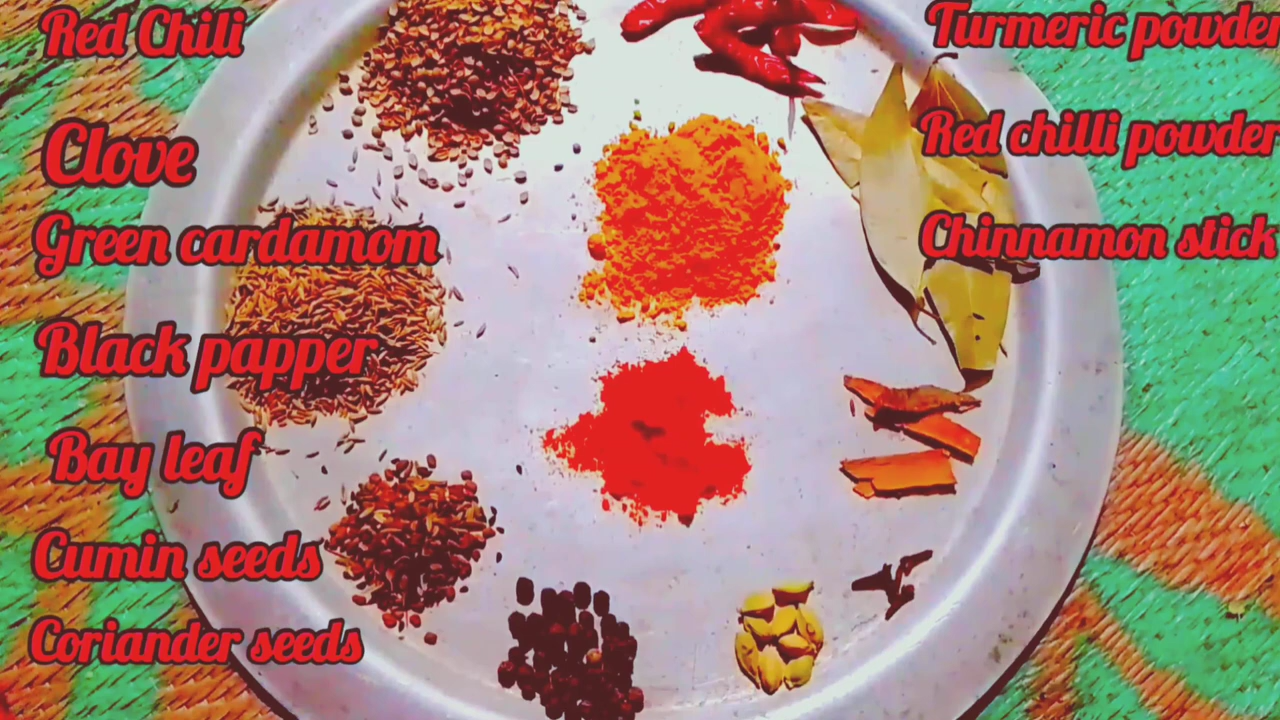 Red Chili
Clove
Green cardamom
Black papper
Bay leaf
Cumin seeds
Coriander seeds
Turmeric powder
Red chilli powder
Chinnamon stick